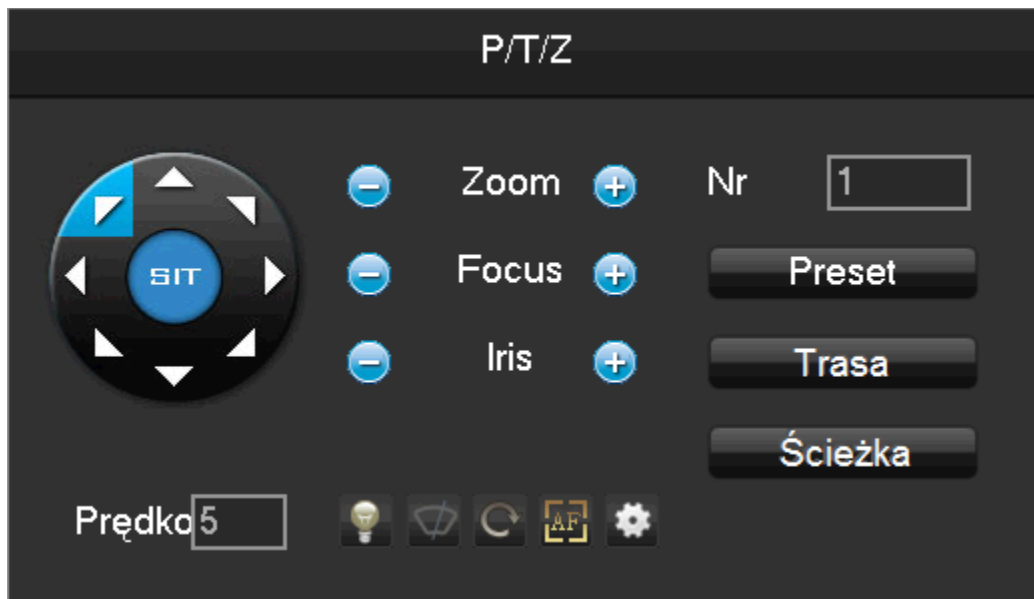 P/T/Z
Zoom
Nr 1
SIT
Focus
Preset
Iris
Trasa
Ścieżka
Prędko 5
AF